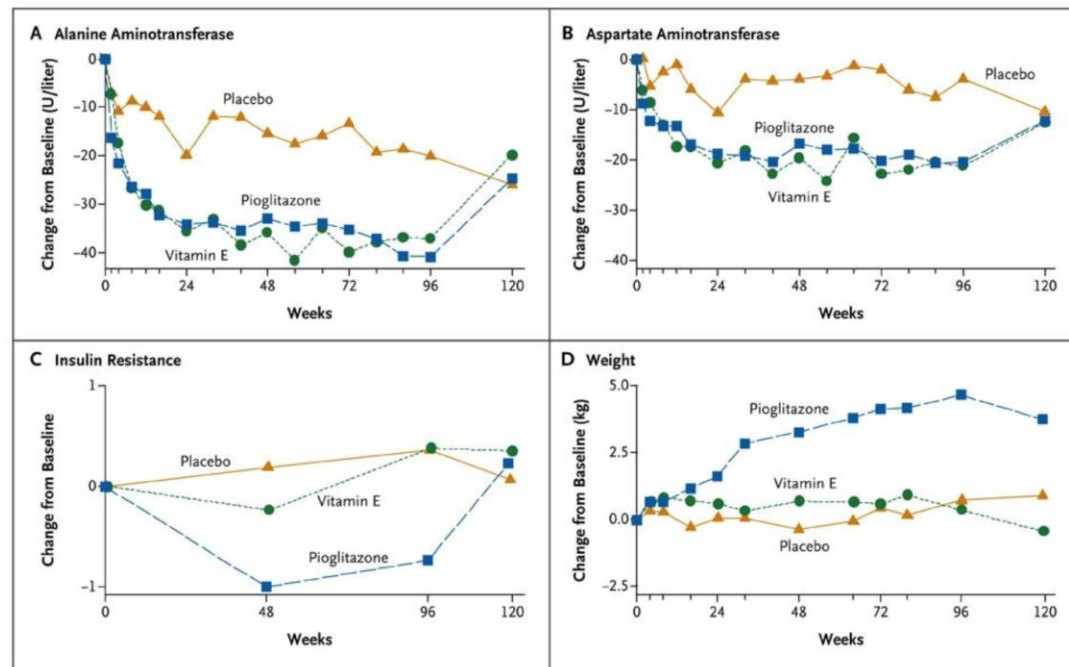 A Alanine Aminotransferase
Change from Baseline (U/liter)
0
−10
−20
−30
−40
Placebo
Pioglitazone
Vitamin E
0 24 48 72 96 120
Weeks
B Aspartate Aminotransferase
Change from Baseline (U/liter)
0
−10
−20
−30
−40
Placebo
Pioglitazone
Vitamin E
0 24 48 72 96 120
Weeks
C Insulin Resistance
Change from Baseline
1
0
−1
Placebo
Vitamin E
Pioglitazone
0 48 96 120
Weeks
D Weight
Change from Baseline (kg)
5.0
2.5
0.0
−2.5
Pioglitazone
Vitamin E
Placebo
0 24 48 72 96 120
Weeks